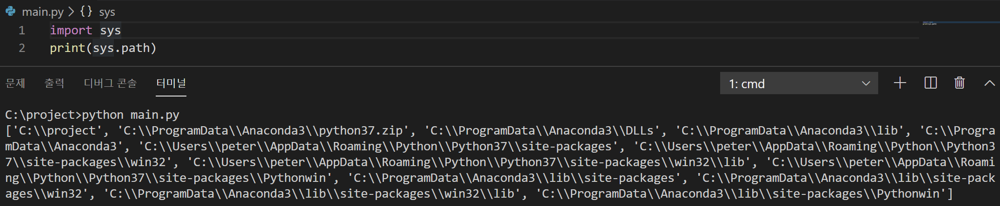 main.py > {} sys
1 import sys
2 print(sys.path)
문제 출력 디버그 콘솔 터미널 1: cmd
C:\project>python main.py
['C:\\project', 'C:\\ProgramData\\Anaconda3\\python37.zip', 'C:\\ProgramData\\Anaconda3\\DLLs', 'C:\\ProgramData\\Anaconda3\\lib', 'C:\\Progra
mData\\Anaconda3', 'C:\\Users\\peter\\AppData\\Roaming\\Python\\Python37\\site-packages', 'C:\\Users\\peter\\AppData\\Roaming\\Python\\Python3
7\\site-packages\\win32', 'C:\\Users\\peter\\AppData\\Roaming\\Python\\Python37\\site-packages\\win32\\lib', 'C:\\Users\\peter\\AppData\\Roami
ng\\Python\\Python37\\site-packages\\Pythonwin', 'C:\\ProgramData\\Anaconda3\\lib\\site-packages', 'C:\\ProgramData\\Anaconda3\\lib\\site-pack
ages\\win32', 'C:\\ProgramData\\Anaconda3\\lib\\site-packages\\win32\\lib', 'C:\\ProgramData\\Anaconda3\\lib\\site-packages\\Pythonwin']